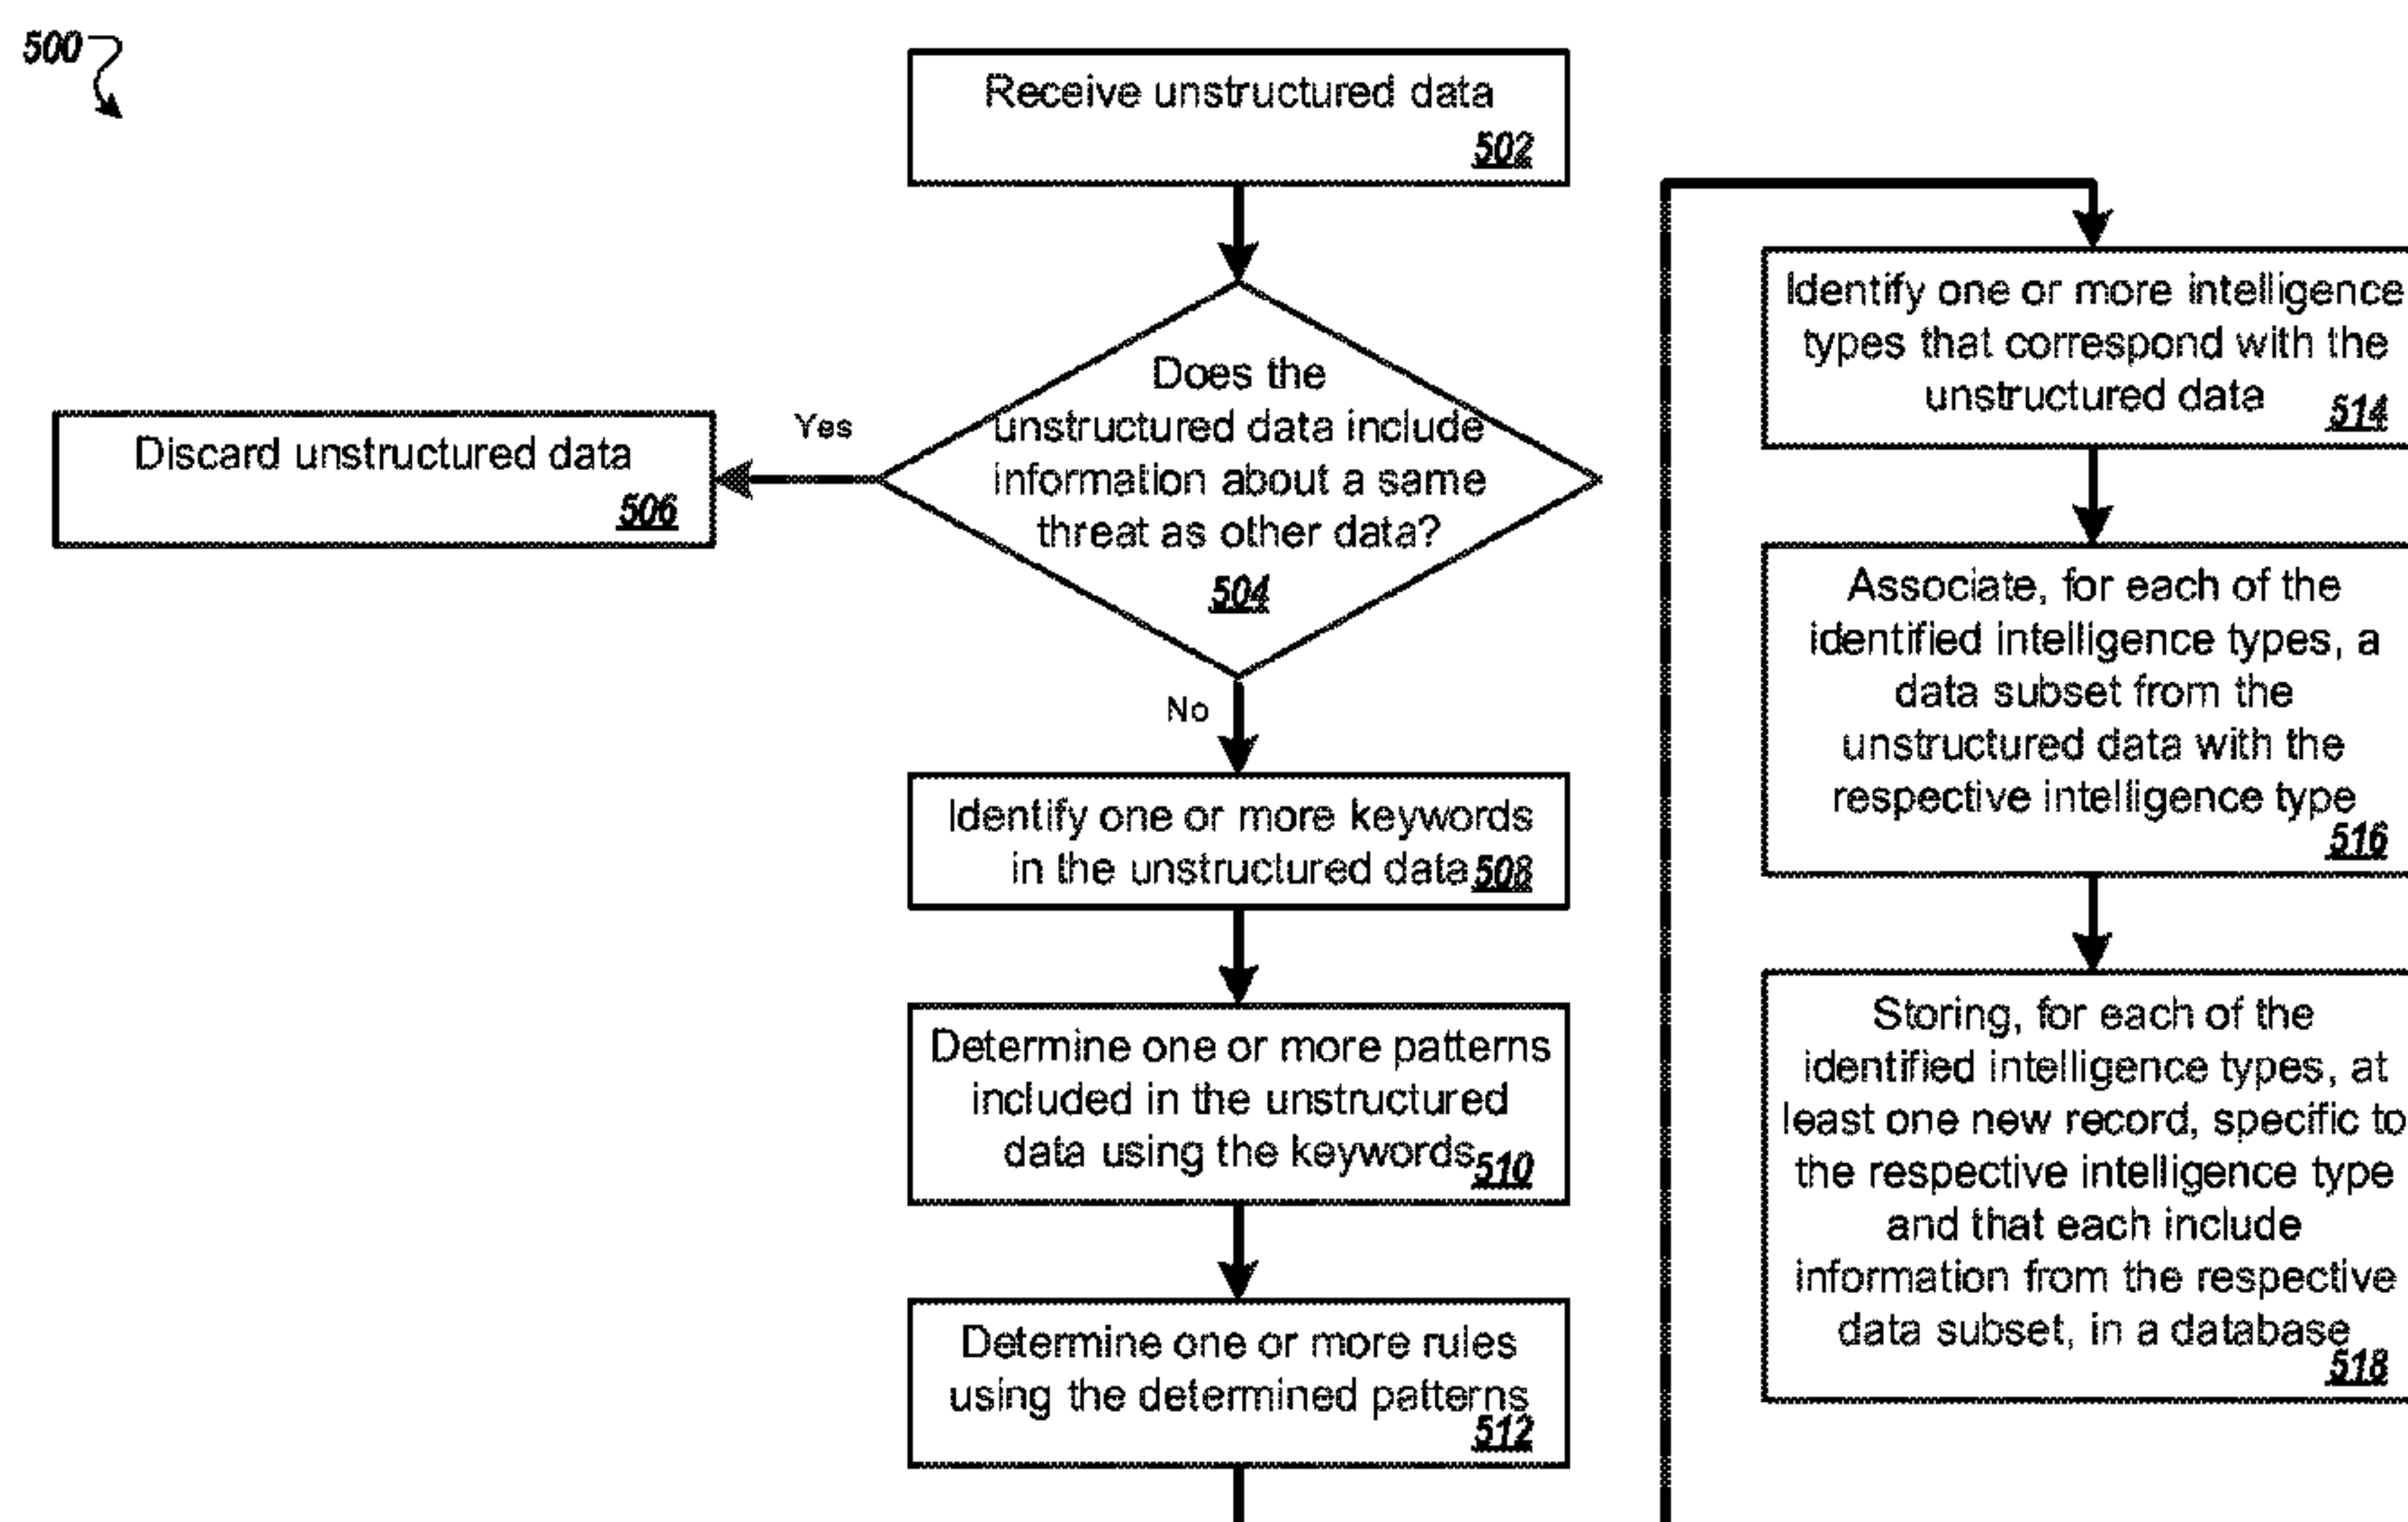 500
Receive unstructured data
502
Does the
unstructured data include
information about a same
threat as other data?
504
Yes
Discard unstructured data
506
No
Identify one or more keywords
in the unstructured data 508
Determine one or more patterns
included in the unstructured
data using the keywords 510
Determine one or more rules
using the determined patterns
512
Identify one or more intelligence
types that correspond with the
unstructured data 514
Associate, for each of the
identified intelligence types, a
data subset from the
unstructured data with the
respective intelligence type
516
Storing, for each of the
identified intelligence types, at
least one new record, specific to
the respective intelligence type
and that each include
information from the respective
data subset, in a database
518